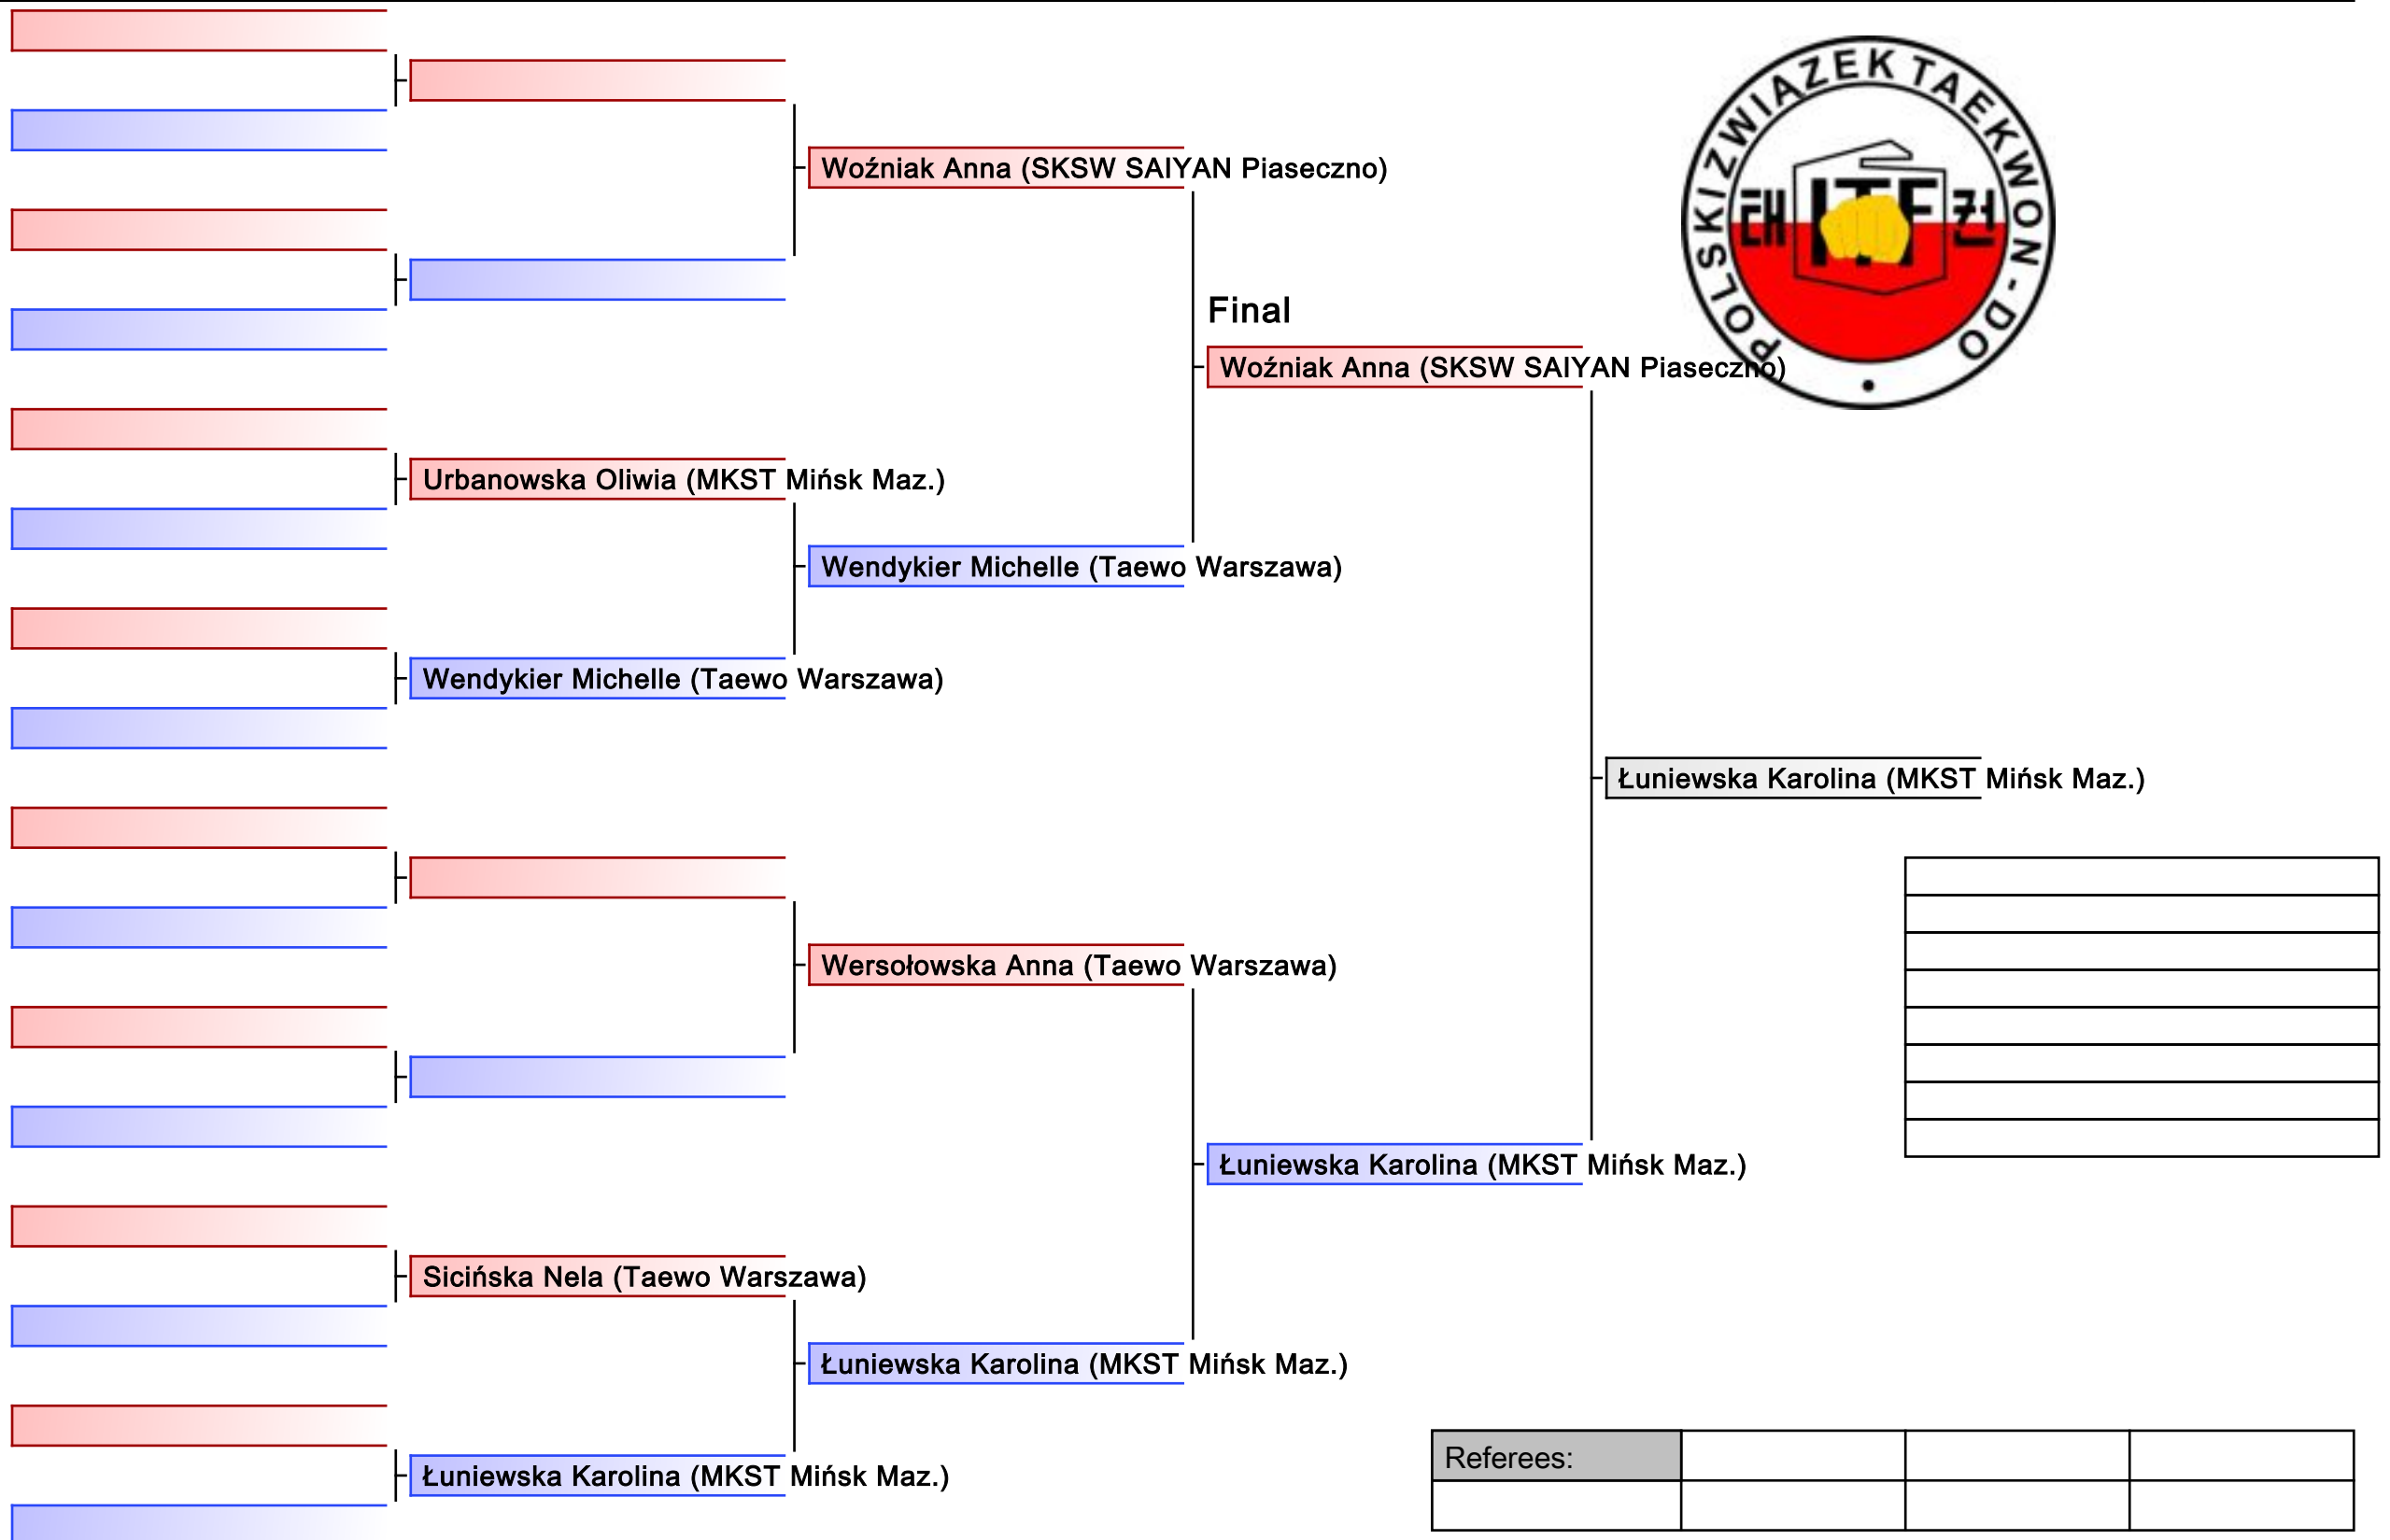 POLSKI ZWIAZEK TAEKWON-DO
태 ITF 권
Woźniak Anna (SKSW SAIYAN Piaseczno)
Final
Woźniak Anna (SKSW SAIYAN Piaseczno)
Urbanowska Oliwia (MKST Mińsk Maz.)
Wendykier Michelle (Taewo Warszawa)
Wendykier Michelle (Taewo Warszawa)
Łuniewska Karolina (MKST Mińsk Maz.)
Wersołowska Anna (Taewo Warszawa)
Łuniewska Karolina (MKST Mińsk Maz.)
Sicińska Nela (Taewo Warszawa)
Łuniewska Karolina (MKST Mińsk Maz.)
Łuniewska Karolina (MKST Mińsk Maz.)
Referees: